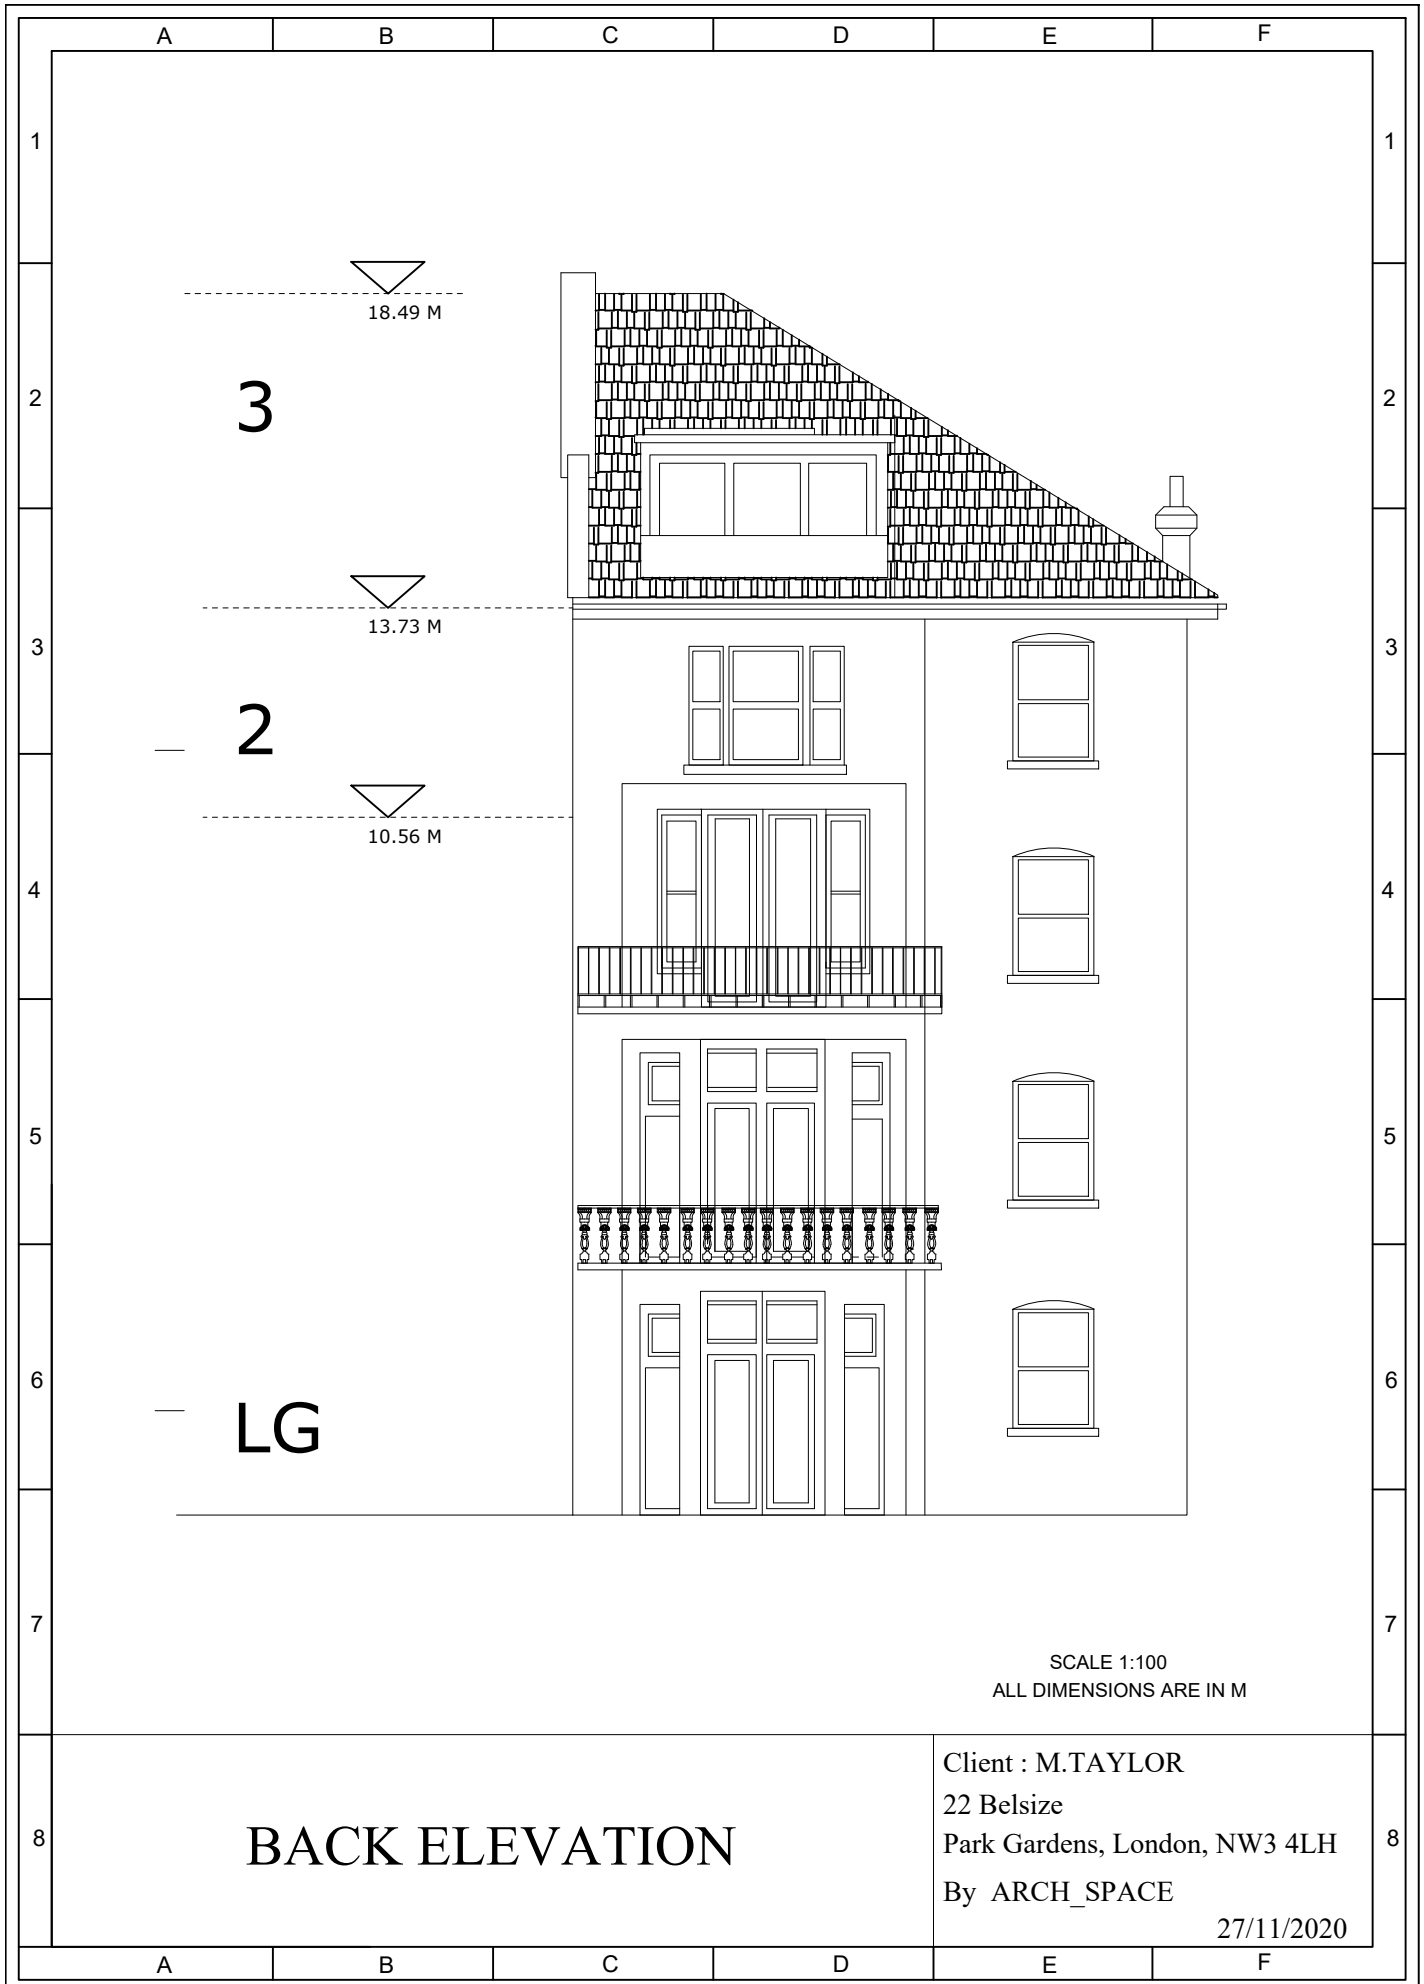 A B C D E F
1 1
18.49 M
2 2
3
13.73 M
3 3
2
10.56 M
4 4
5 5
6 6
LG
7 7
SCALE 1:100
ALL DIMENSIONS ARE IN M
Client : M.TAYLOR
22 Belsize
8 BACK ELEVATION Park Gardens, London, NW3 4LH 8
By ARCH_SPACE
27/11/2020
A B C D E F